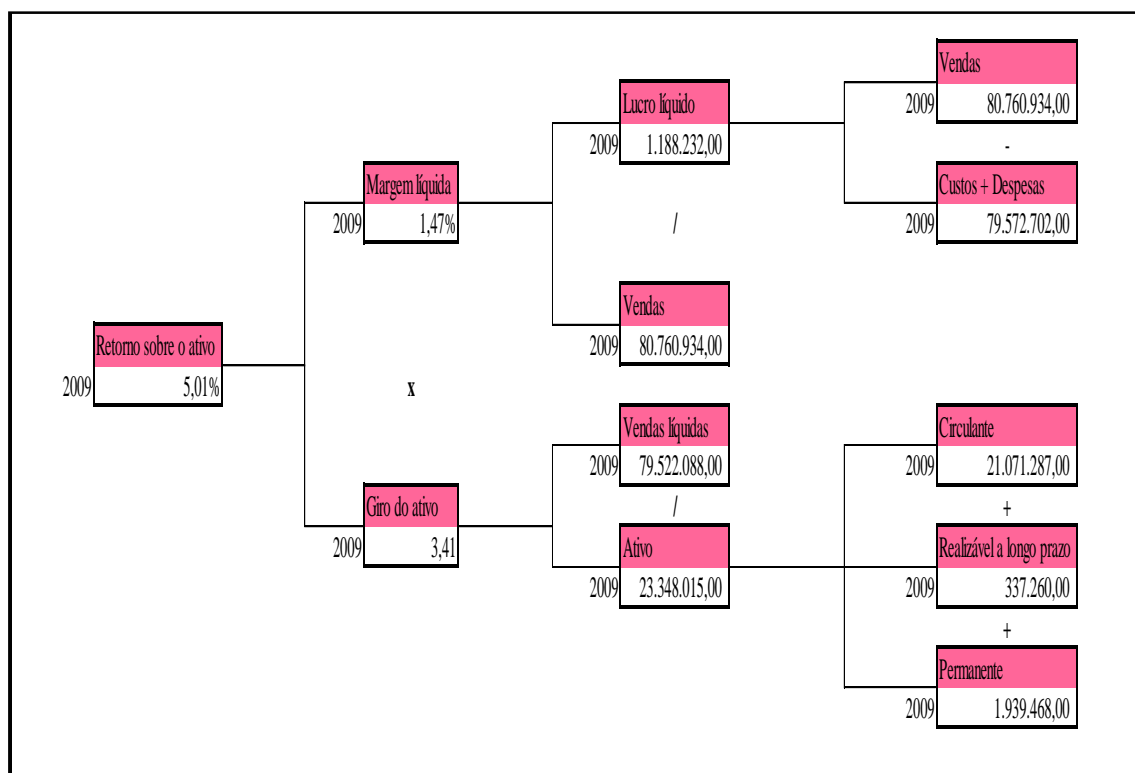 Vendas
2009 80.760.934,00
Lucro líquido
2009 1.188.232,00
-
Margem líquida
2009 1,47%
Custos + Despesas
2009 79.572.702,00
/
Vendas
2009 80.760.934,00
Retorno sobre o ativo
2009 5,01%
x
Vendas líquidas
2009 79.522.088,00
Circulante
2009 21.071.287,00
Giro do ativo
2009 3,41
/
+
Ativo
2009 23.348.015,00
Realizável a longo prazo
2009 337.260,00
+
Permanente
2009 1.939.468,00